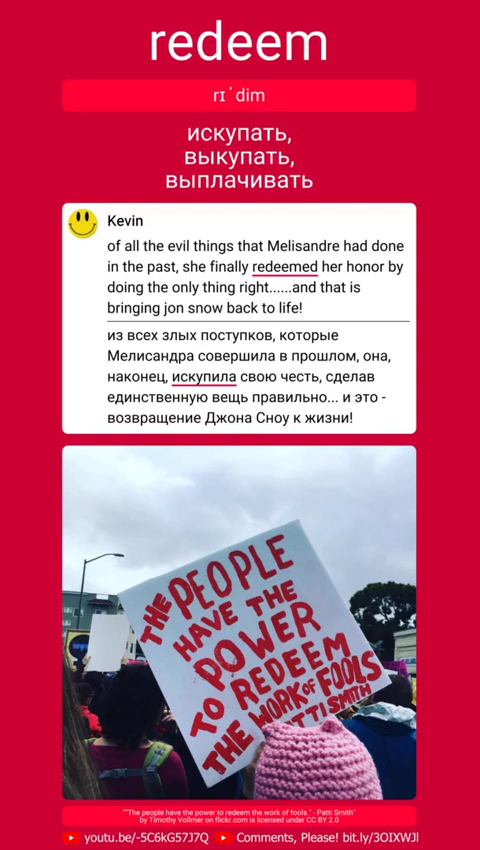 redeem
rɪˈdim
искупать,
выкупать,
выплачивать
Kevin
of all the evil things that Melisandre had done
in the past, she finally redeemed her honor by
doing the only thing right......and that is
bringing jon snow back to life!
из всех злых поступков, которые
Мелисандра совершила в прошлом, она,
наконец, искупила свою честь, сделав
единственную вещь правильно... и это -
возвращение Джона Сноу к жизни!
THE PEOPLE
HAVE THE
POWER
TO REDEEM
THE WORK OF FOOLS
PATTI SMITH
""The people have the power to redeem the work of fools." - Patti Smith"
by Timothy Vollmer on flickr.com is licensed under CC BY 2.0
youtu.be/-5C6kG57J7Q Comments, Please! bit.ly/3OIXWJl